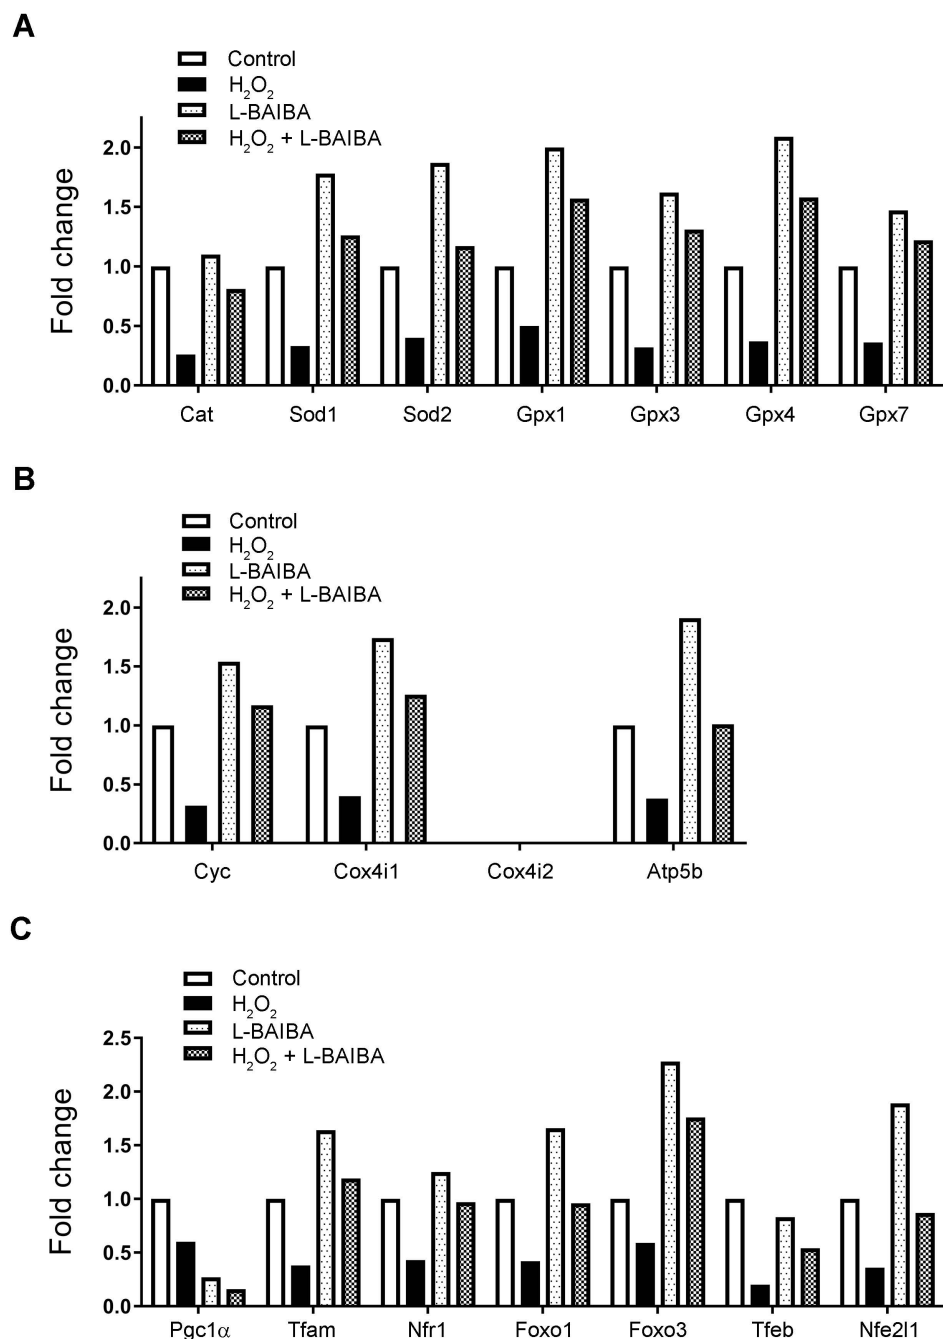 A
Control
H₂O₂
L-BAIBA
H₂O₂ + L-BAIBA
Fold change
2.0
1.5
1.0
0.5
0.0
Cat Sod1 Sod2 Gpx1 Gpx3 Gpx4 Gpx7
B
Control
H₂O₂
L-BAIBA
H₂O₂ + L-BAIBA
Fold change
2.0
1.5
1.0
0.5
0.0
Cyc Cox4i1 Cox4i2 Atp5b
C
Control
H₂O₂
L-BAIBA
H₂O₂ + L-BAIBA
Fold change
2.5
2.0
1.5
1.0
0.5
0.0
Pgc1α Tfam Nfr1 Foxo1 Foxo3 Tfeb Nfe2l1